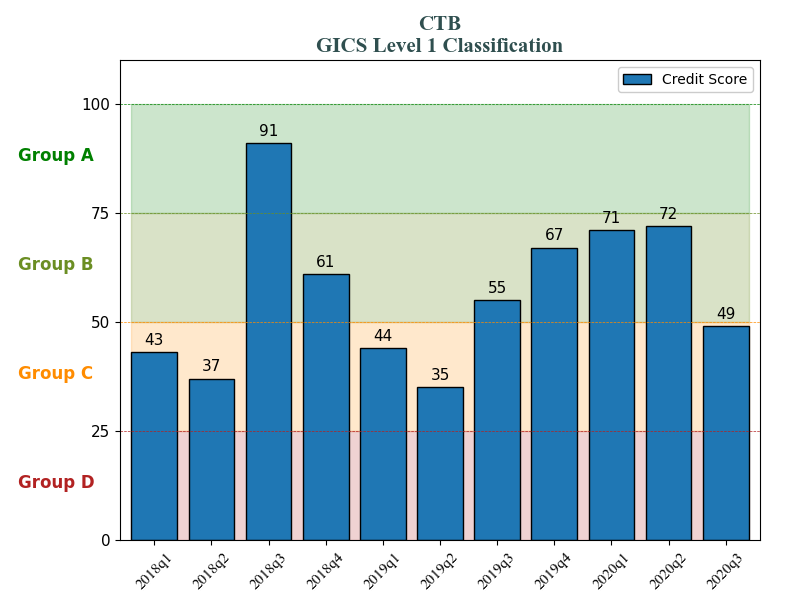 CTB
GICS Level 1 Classification
Credit Score
100
75
50
25
0
Group A
Group B
Group C
Group D
43
37
91
61
44
35
55
67
71
72
49
2018q1
2018q2
2018q3
2018q4
2019q1
2019q2
2019q3
2019q4
2020q1
2020q2
2020q3